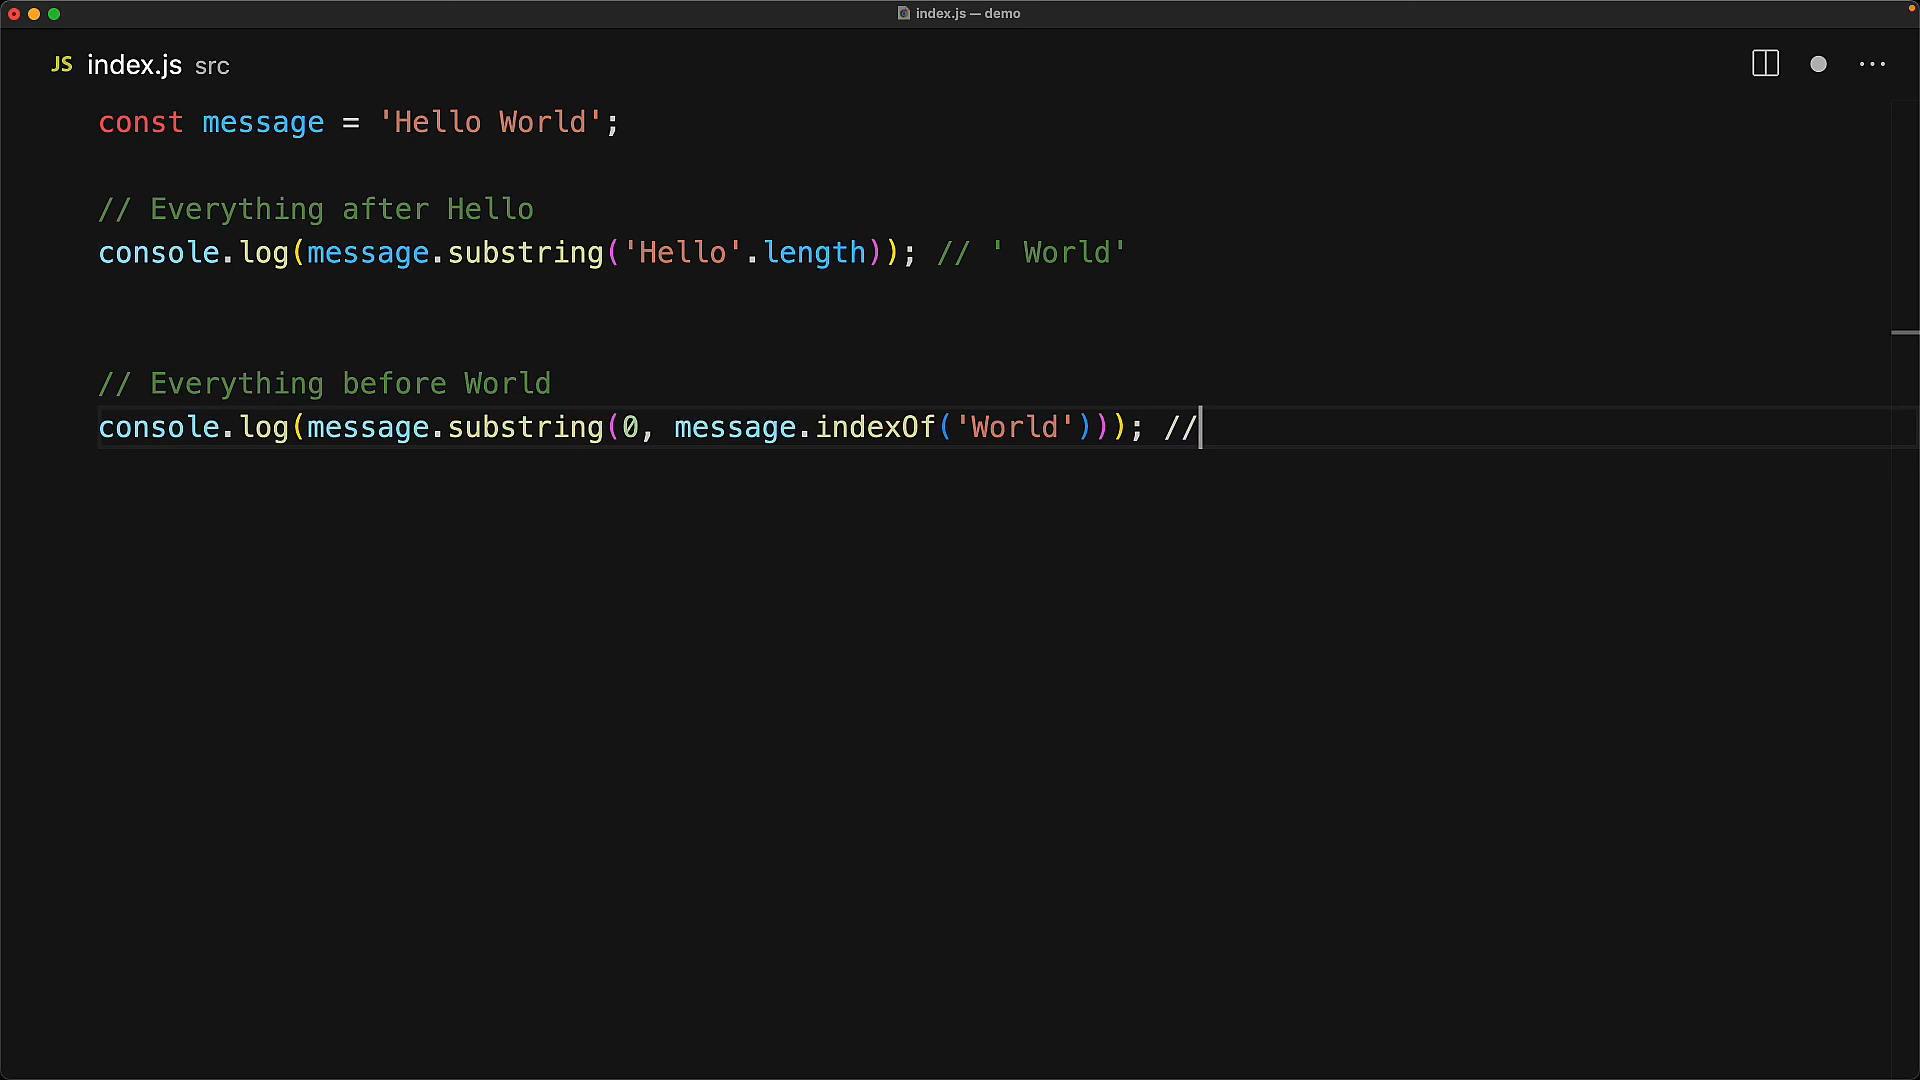 index.js — demo
JS index.js src
const message = 'Hello World';
// Everything after Hello
console.log(message.substring('Hello'.length)); // ' World'
// Everything before World
console.log(message.substring(0, message.indexOf('World'))); //